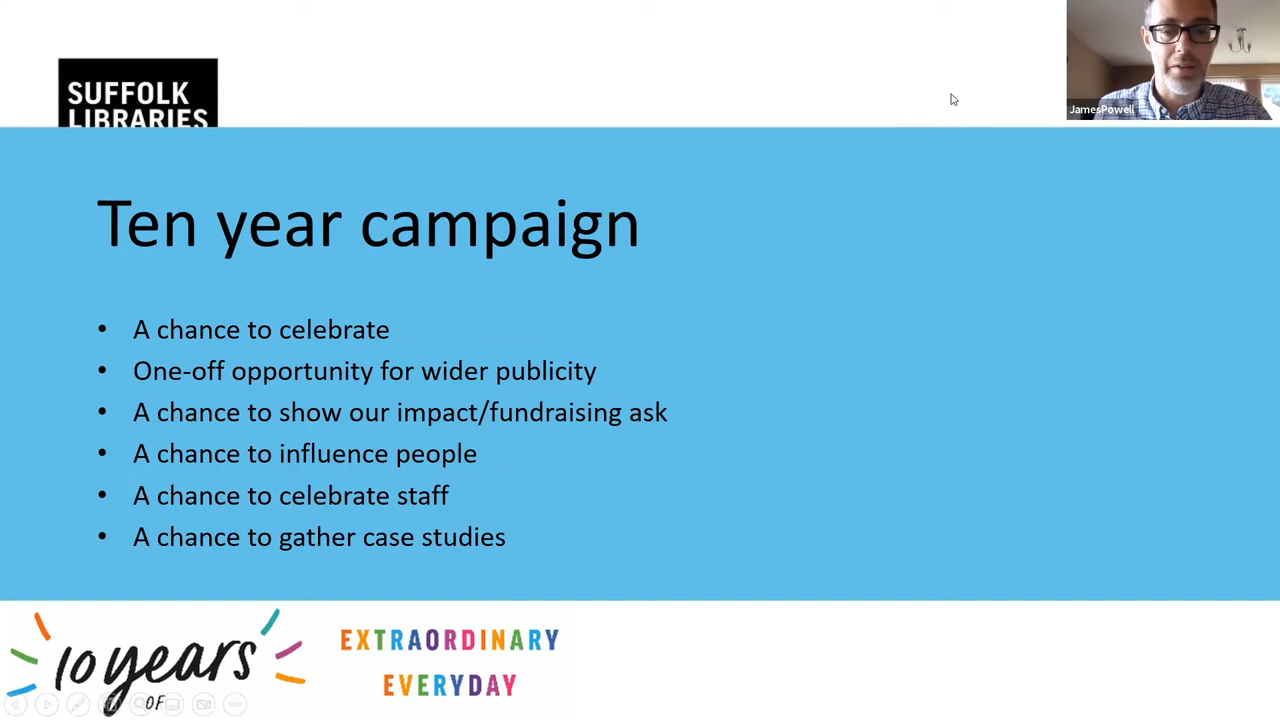 SUFFOLK
LIBRARIES
JamesPowell
Ten year campaign
• A chance to celebrate
• One-off opportunity for wider publicity
• A chance to show our impact/fundraising ask
• A chance to influence people
• A chance to celebrate staff
• A chance to gather case studies
10 years
OF
EXTRAORDINARY
EVERYDAY